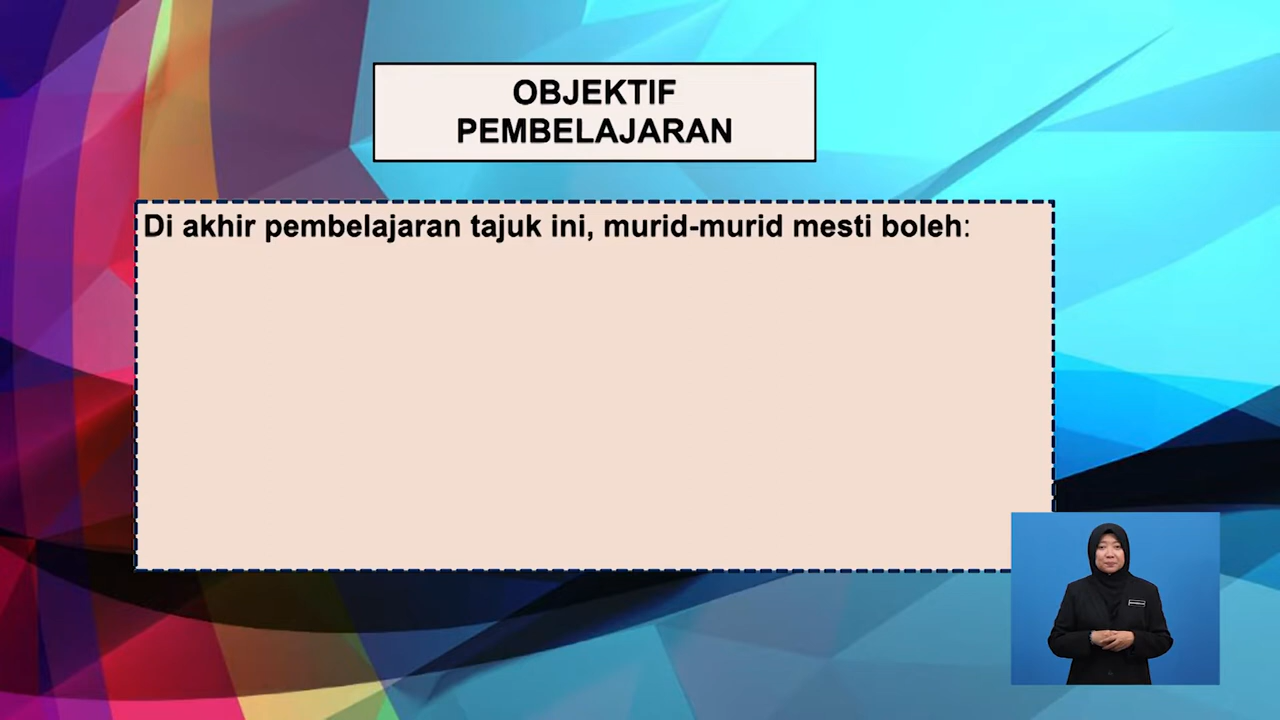 OBJEKTIF
PEMBELAJARAN
Di akhir pembelajaran tajuk ini, murid-murid mesti boleh: